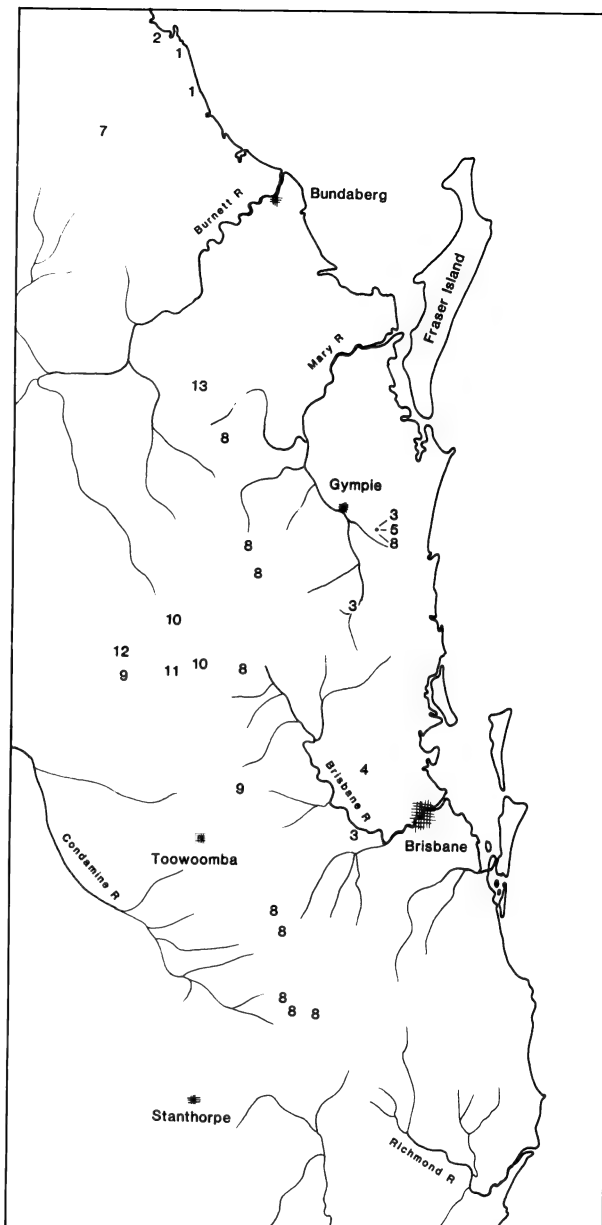 2
1
1
7
Bundaberg
Burnett R
Fraser Island
Mary R
13
8
Gympie
3
5
8
8
8
3
10
12
10
11
9
8
4
Brisbane R
9
3
Brisbane
Toowoomba
Condamine R
8
8
8
8
8
Stanthorpe
Richmond R